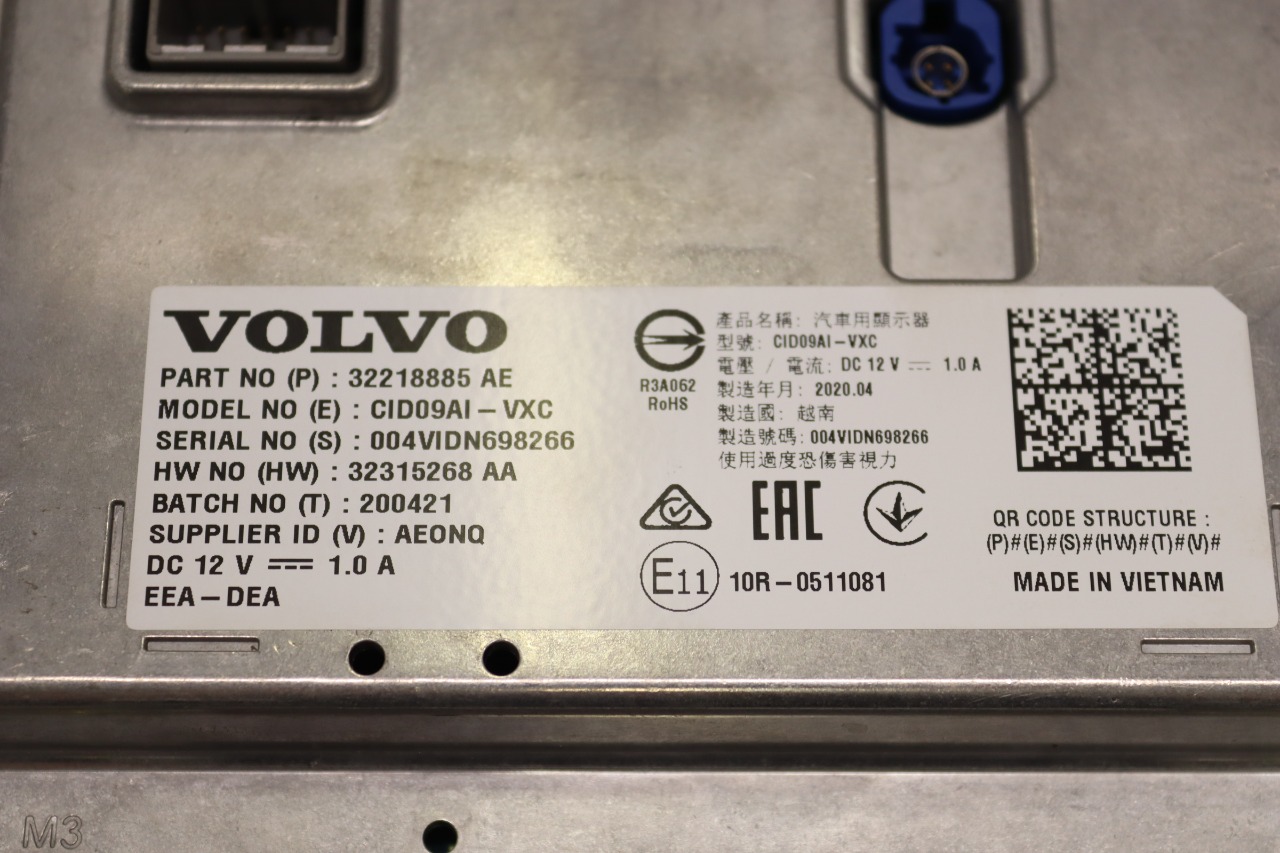 VOLVO
PART NO (P) : 32218885 AE
MODEL NO (E) : CID09AI – VXC
SERIAL NO (S) : 004VIDN698266
HW NO (HW) : 32315268 AA
BATCH NO (T) : 200421
SUPPLIER ID (V) : AEONQ
DC 12 V ⎓ 1.0 A
EEA – DEA
R3A062
RoHS
產品名稱: 汽車用顯示器
型號: CID09AI – VXC
電壓 / 電流: DC 12 V ⎓ 1.0 A
製造年月: 2020.04
製造國: 越南
製造號碼: 004VIDN698266
使用過度恐傷害視力
EAC
E11 10R – 0511081
QR CODE STRUCTURE :
(P)#(E)#(S)#(HW)#(T)#(V)#
MADE IN VIETNAM
M3